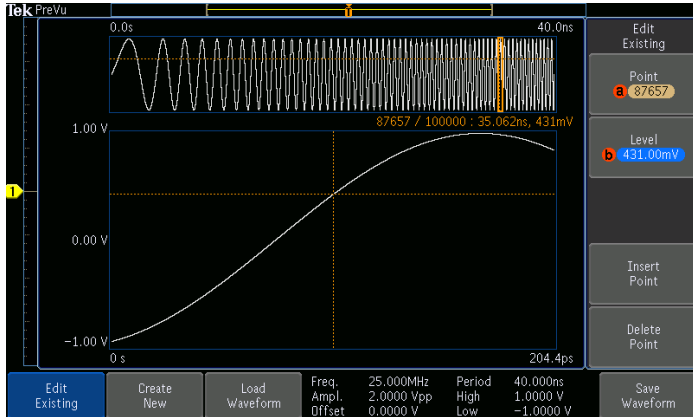 Tek PreVu
T
0.0s 40.0ns
87657 / 100000 : 35.062ns, 431mV
1.00 V
1
0.00 V
−1.00 V
0 s 204.4ps
Edit
Existing
Point
a 87657
Level
b 431.00mV
Insert
Point
Delete
Point
Edit
Existing
Create
New
Load
Waveform
Freq. 25.000MHz Period 40.000ns
Ampl. 2.0000 Vpp High 1.0000 V
Offset 0.0000 V Low −1.0000 V
Save
Waveform